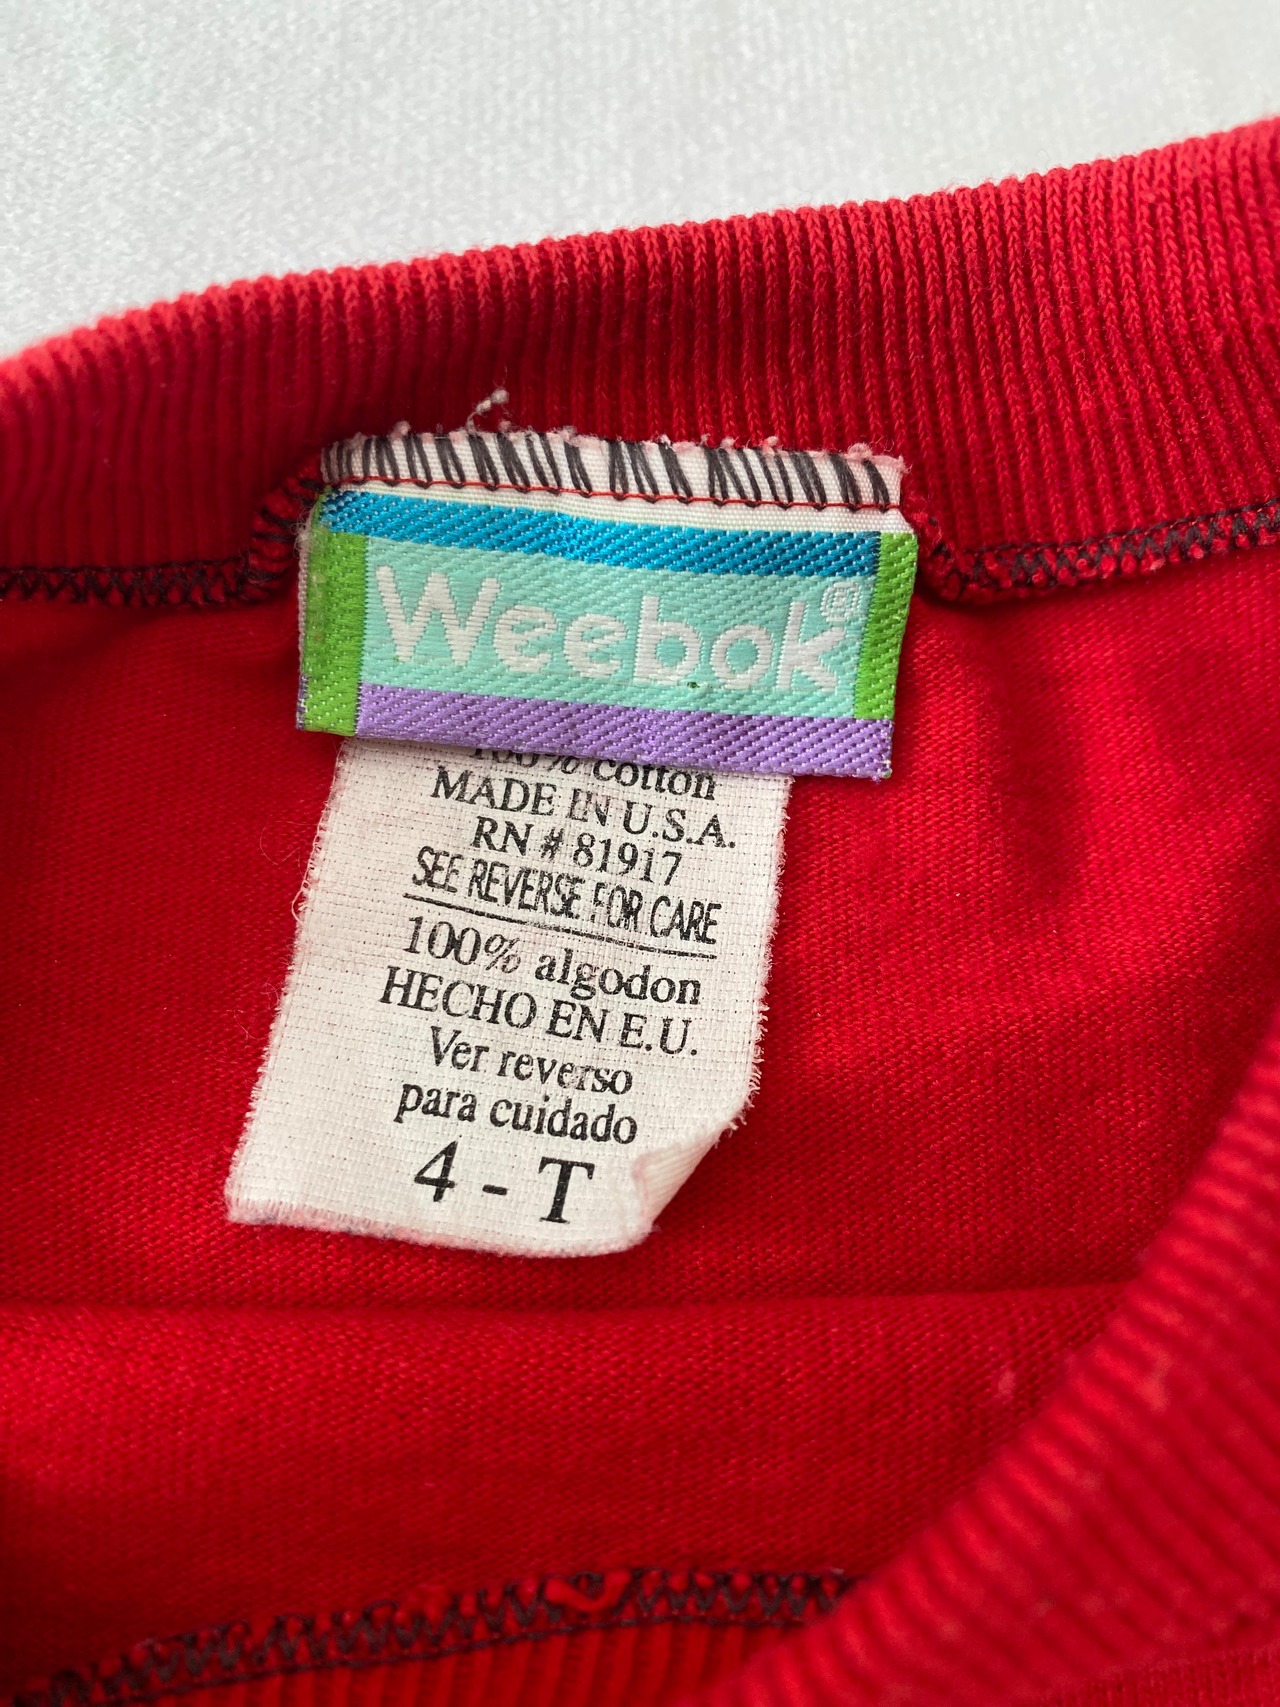 Weebok®
100% cotton
MADE IN U.S.A.
RN # 81917
SEE REVERSE FOR CARE
100% algodon
HECHO EN E.U.
Ver reverso
para cuidado
4 - T